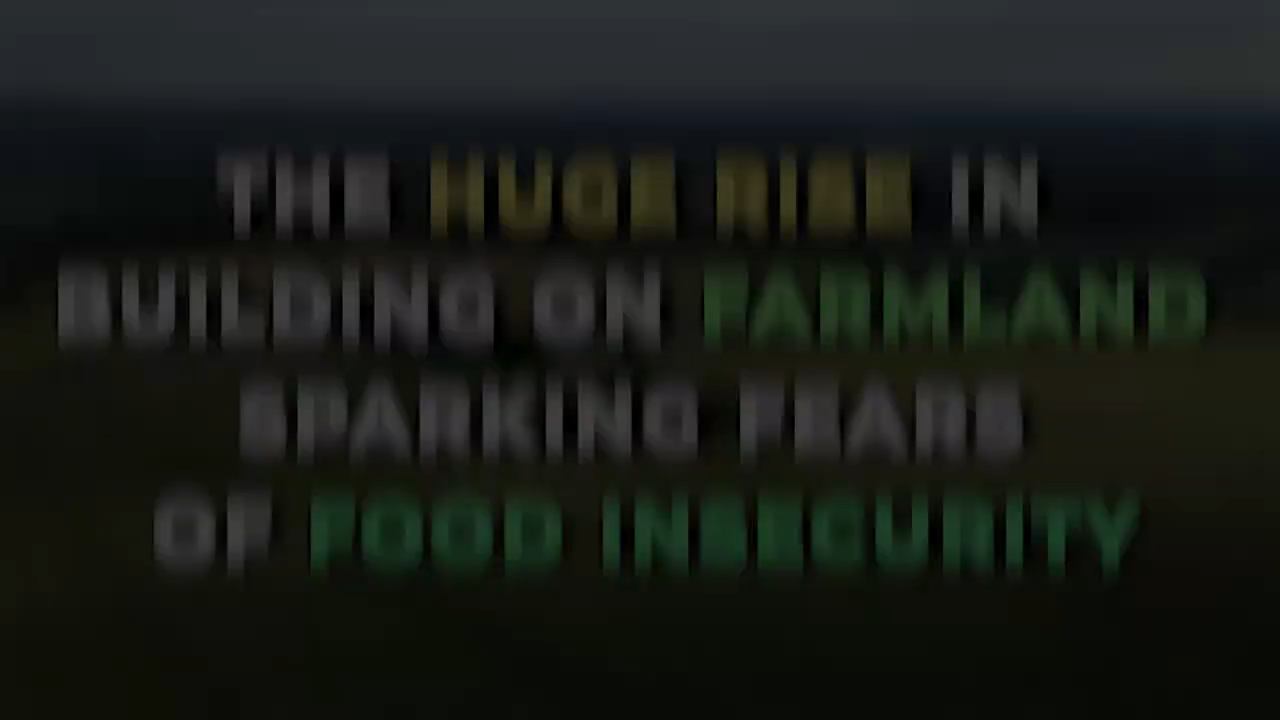 THE HUGE RISE IN
BUILDING ON FARMLAND
SPARKING FEARS
OF FOOD INSECURITY